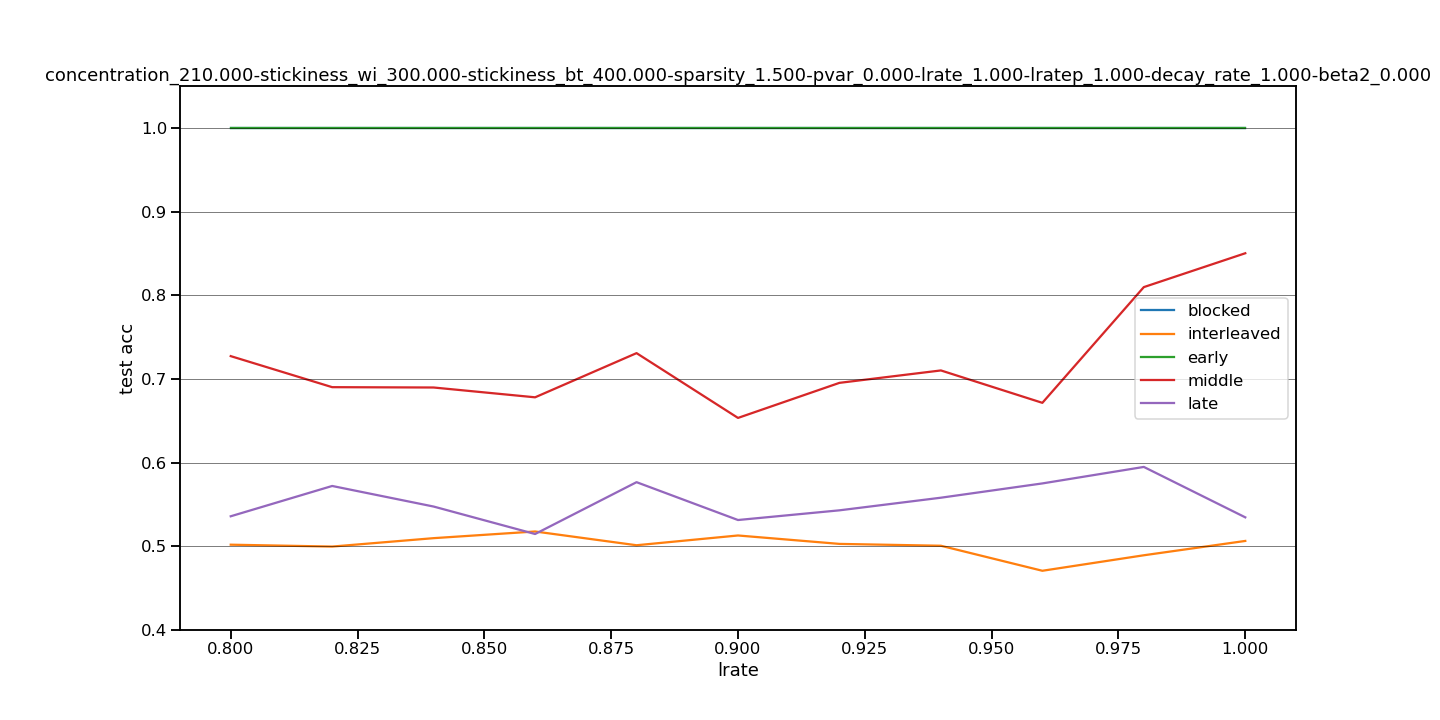 concentration_210.000-stickiness_wi_300.000-stickiness_bt_400.000-sparsity_1.500-pvar_0.000-lrate_1.000-lratep_1.000-decay_rate_1.000-beta2_0.000
1.0
0.9
0.8
0.7
0.6
0.5
0.4
test acc
blocked
interleaved
early
middle
late
0.800 0.825 0.850 0.875 0.900 0.925 0.950 0.975 1.000
lrate